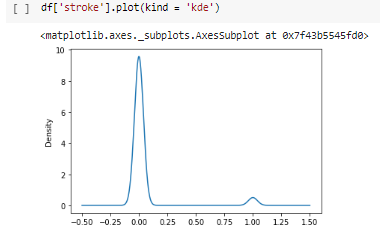 [ ] df['stroke'].plot(kind = 'kde')
<matplotlib.axes._subplots.AxesSubplot at 0x7f43b5545fd0>
10
8
6
4
2
0
Density
-0.50 -0.25 0.00 0.25 0.50 0.75 1.00 1.25 1.50